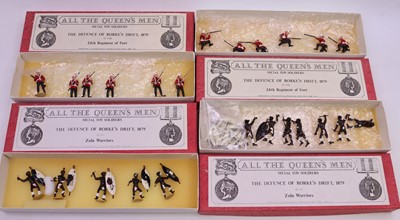 ALL THE QUEEN'S MEN
METAL TOY SOLDIERS
THE DEFENCE OF RORKE'S DRIFT, 1879
24th Regiment of Foot
ALL THE QUEEN'S MEN
METAL TOY SOLDIERS
THE DEFENCE OF RORKE'S DRIFT, 1879
24th Regiment of Foot
ALL THE QUEEN'S MEN
METAL TOY SOLDIERS
THE DEFENCE OF RORKE'S DRIFT, 1879
Zulu Warriors
ALL THE QUEEN'S MEN
METAL TOY SOLDIERS
THE DEFENCE OF RORKE'S DRIFT, 1879
Zulu Warriors